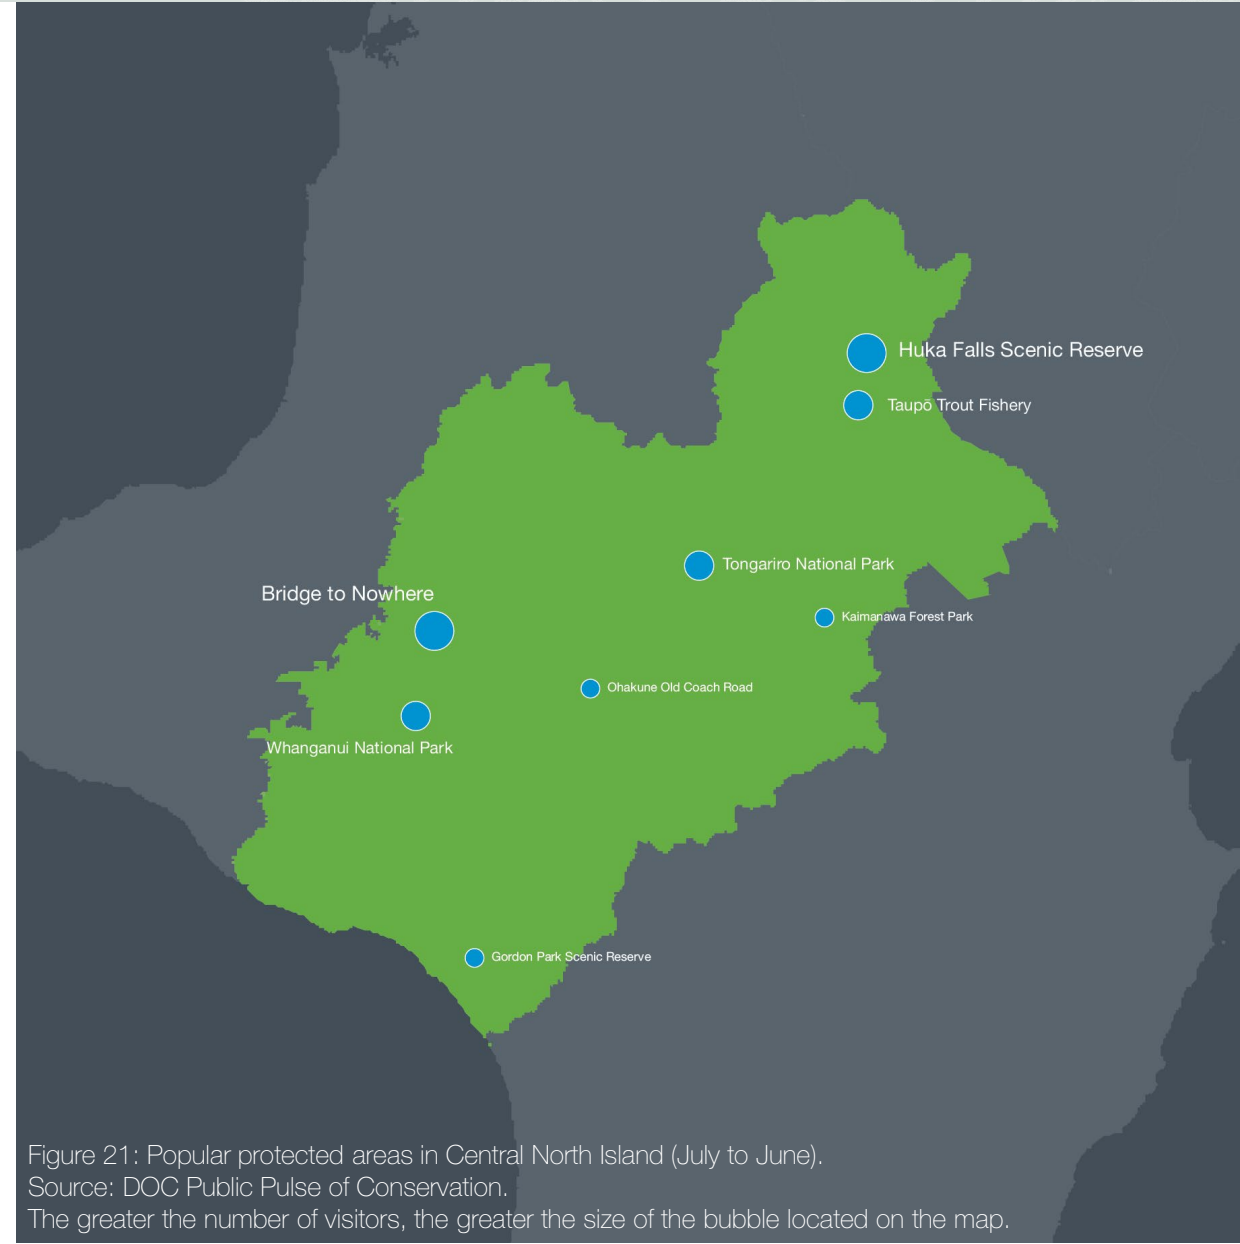 Huka Falls Scenic Reserve
Taupō Trout Fishery
Tongariro National Park
Bridge to Nowhere
Kaimanawa Forest Park
Ohakune Old Coach Road
Whanganui National Park
Gordon Park Scenic Reserve
Figure 21: Popular protected areas in Central North Island (July to June).
Source: DOC Public Pulse of Conservation.
The greater the number of visitors, the greater the size of the bubble located on the map.